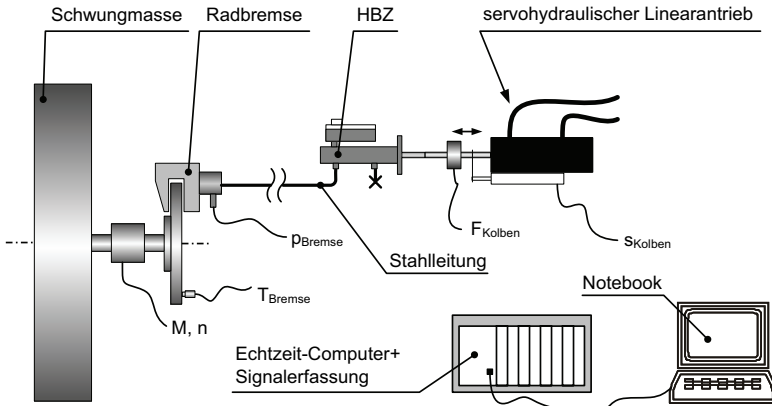 Schwungmasse
Radbremse
HBZ
servohydraulischer Linearantrieb
pBremse
FKolben
sKolben
Stahlleitung
TBremse
Notebook
M, n
Echtzeit-Computer+
Signalerfassung